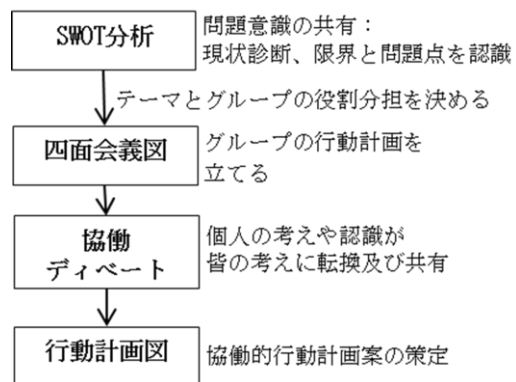 SWOT分析
問題意識の共有：
現状診断、限界と問題点を認識
テーマとグループの役割分担を決める
四面会議図
グループの行動計画を
立てる
協働
ディベート
個人の考えや認識が
皆の考えに転換及び共有
行動計画図
協働的行動計画案の策定